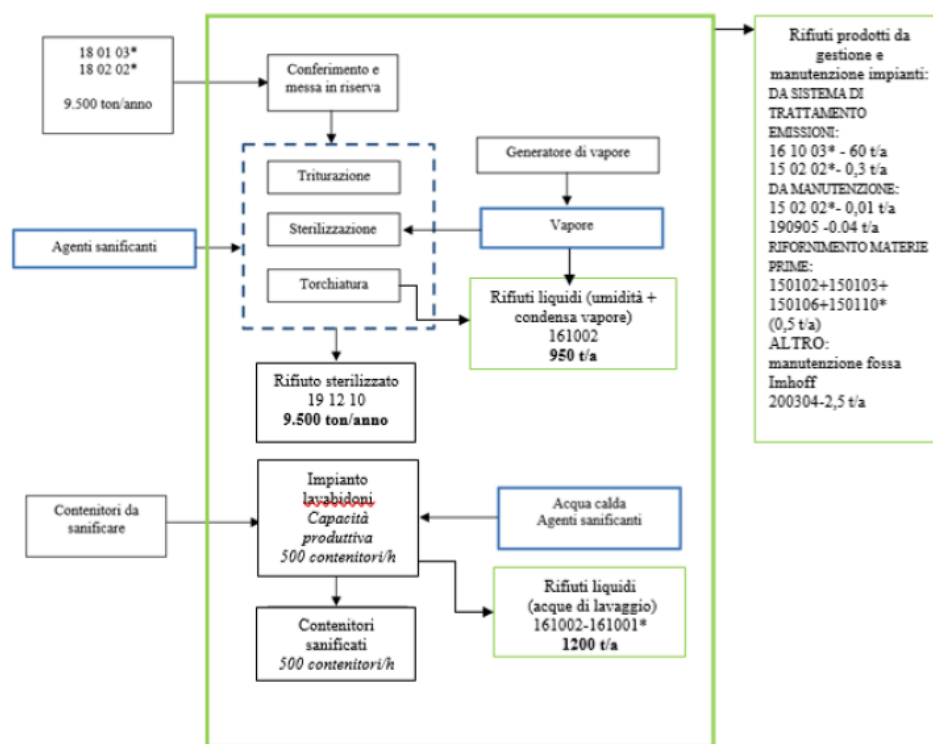 18 01 03*
18 02 02*
9.500 ton/anno
Conferimento e
messa in riserva
Triturazione
Sterilizzazione
Torchiatura
Agenti sanificanti
Generatore di vapore
Vapore
Rifiuti liquidi (umidità +
condensa vapore)
161002
950 t/a
Rifiuto sterilizzato
19 12 10
9.500 ton/anno
Contenitori da
sanificare
Impianto
lavabidoni
Capacità
produttiva
500 contenitori/h
Acqua calda
Agenti sanificanti
Rifiuti liquidi
(acque di lavaggio)
161002-161001*
1200 t/a
Contenitori
sanificati
500 contenitori/h
Rifiuti prodotti da
gestione e
manutenzione impianti:
DA SISTEMA DI
TRATTAMENTO
EMISSIONI:
16 10 03* - 60 t/a
15 02 02*- 0,3 t/a
DA MANUTENZIONE:
15 02 02*- 0,01 t/a
190905 -0.04 t/a
RIFORNIMENTO MATERIE
PRIME:
150102+150103+
150106+150110*
(0,5 t/a)
ALTRO:
manutenzione fossa
Imhoff
200304-2,5 t/a